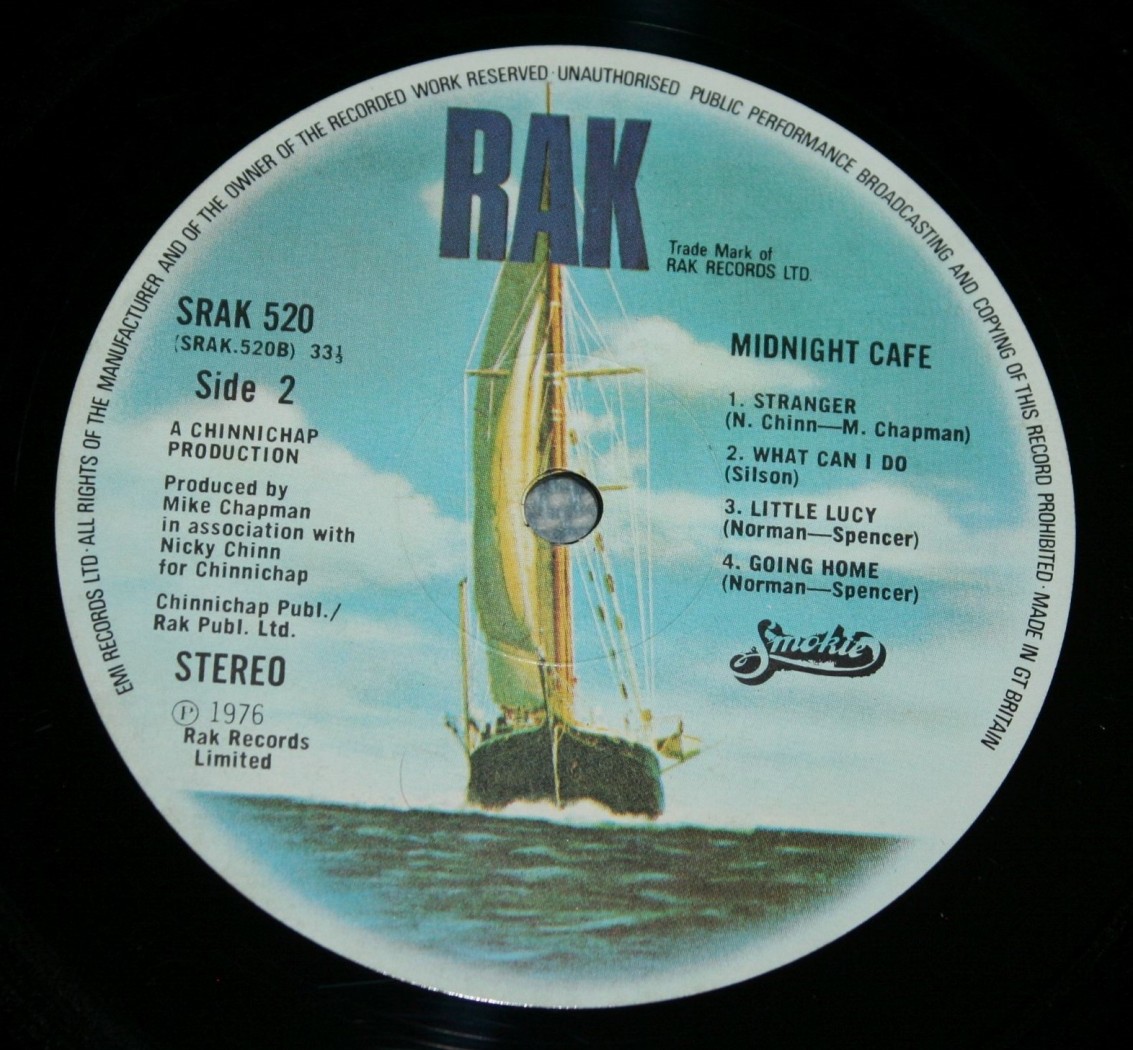 EMI RECORDS LTD · ALL RIGHTS OF THE MANUFACTURER AND OF THE OWNER OF THE RECORDED WORK RESERVED · UNAUTHORISED PUBLIC PERFORMANCE BROADCASTING AND COPYING OF THIS RECORD PROHIBITED · MADE IN GT BRITAIN
RAK
Trade Mark of
RAK RECORDS LTD.
SRAK 520
(SRAK.520B) 33⅓
Side 2
A CHINNICHAP
PRODUCTION
Produced by
Mike Chapman
in association with
Nicky Chinn
for Chinnichap
Chinnichap Publ./
Rak Publ. Ltd.
STEREO
℗ 1976
Rak Records
Limited
MIDNIGHT CAFE
1. STRANGER
(N. Chinn—M. Chapman)
2. WHAT CAN I DO
(Silson)
3. LITTLE LUCY
(Norman—Spencer)
4. GOING HOME
(Norman—Spencer)
Smokie